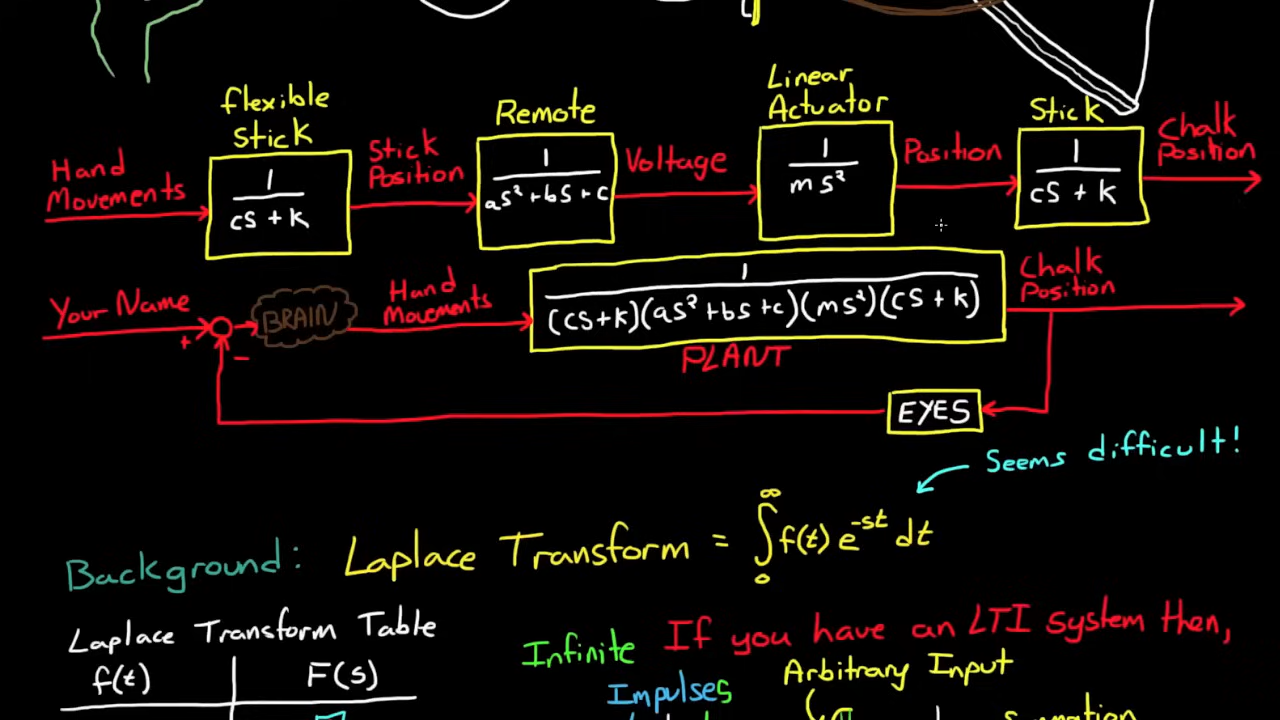 flexible
Stick
Remote
Linear
Actuator
Stick
Hand
Movements
1
cs + k
Stick
Position
1
as² + bs + c
Voltage
1
ms²
Position
1
cs + k
Chalk
Position
Your Name
+
−
BRAIN
Hand
Movements
1
(cs+k)(as² + bs + c)(ms²)(cs + k)
PLANT
Chalk
Position
EYES
Seems difficult!
Background: Laplace Transform = ∫₀^∞ f(t) e^-st dt
Laplace Transform Table
f(t) F(s)
Infinite
Impulses
If you have an LTI system then,
Arbitrary Input
summation